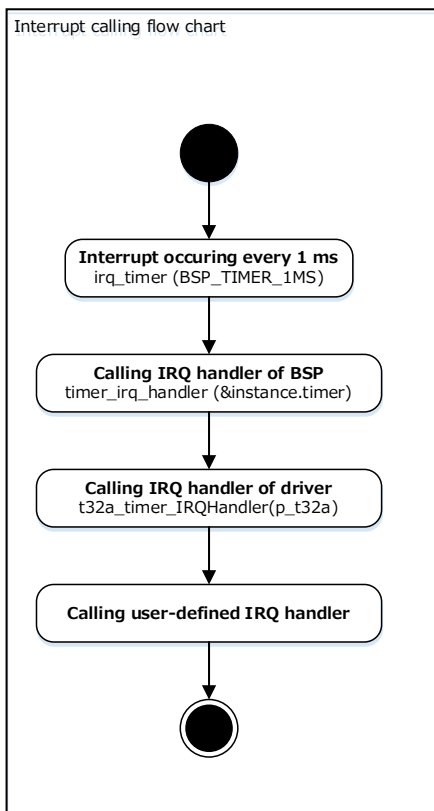 Interrupt calling flow chart
Interrupt occuring every 1 ms
irq_timer (BSP_TIMER_1MS)
Calling IRQ handler of BSP
timer_irq_handler (&instance.timer)
Calling IRQ handler of driver
t32a_timer_IRQHandler(p_t32a)
Calling user-defined IRQ handler